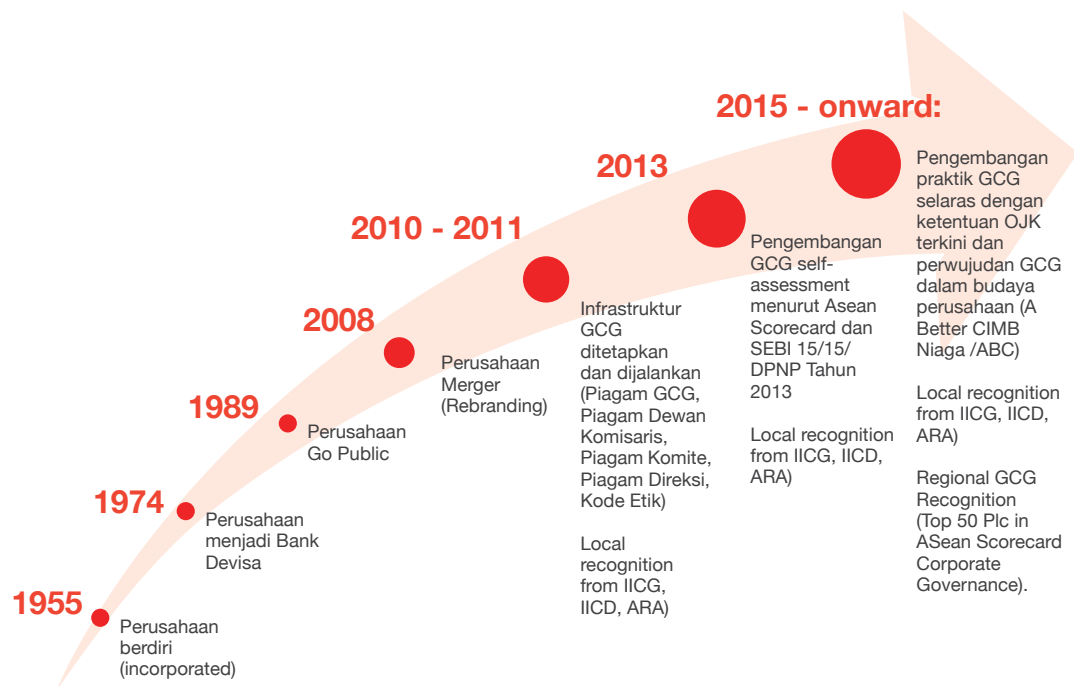 1955
Perusahaan
berdiri
(incorporated)
1974
Perusahaan
menjadi Bank
Devisa
1989
Perusahaan
Go Public
2008
Perusahaan
Merger
(Rebranding)
2010 - 2011
Infrastruktur
GCG
ditetapkan
dan dijalankan
(Piagam GCG,
Piagam Dewan
Komisaris,
Piagam Komite,
Piagam Direksi,
Kode Etik)
Local
recognition
from IICG,
IICD, ARA)
2013
Pengembangan
GCG self-
assessment
menurut Asean
Scorecard dan
SEBI 15/15/
DPNP Tahun
2013
Local recognition
from IICG, IICD,
ARA)
2015 - onward:
Pengembangan
praktik GCG
selaras dengan
ketentuan OJK
terkini dan
perwujudan GCG
dalam budaya
perusahaan (A
Better CIMB
Niaga /ABC)
Local recognition
from IICG, IICD,
ARA)
Regional GCG
Recognition
(Top 50 Plc in
ASean Scorecard
Corporate
Governance).